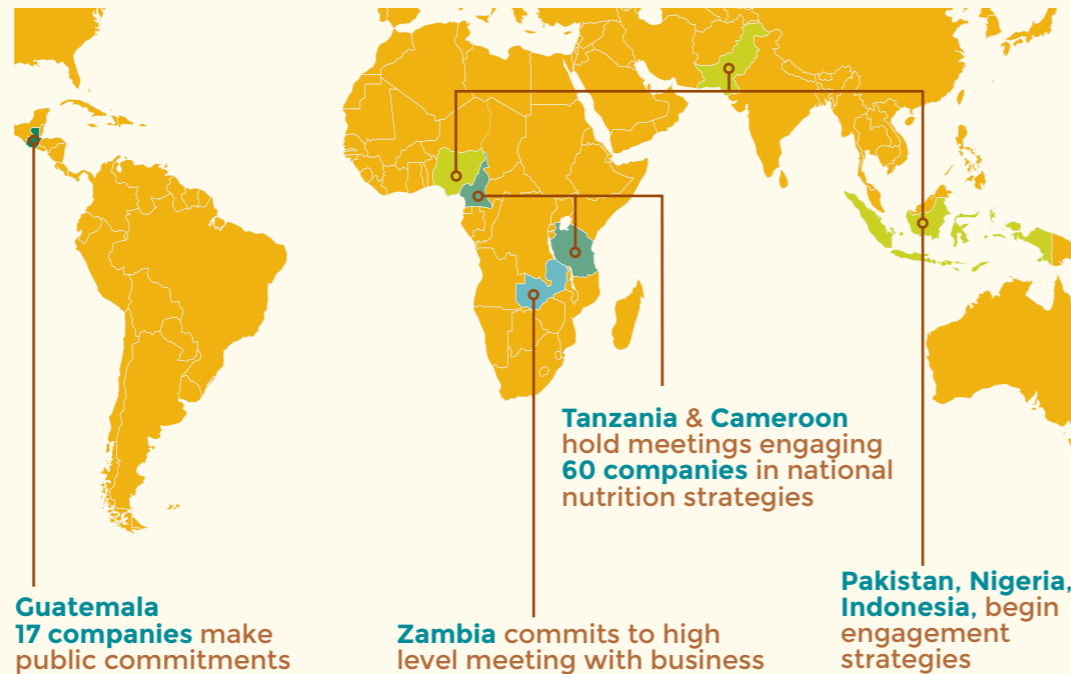 Tanzania & Cameroon
hold meetings engaging
60 companies in national
nutrition strategies
Guatemala
17 companies make
public commitments
Zambia commits to high
level meeting with business
Pakistan, Nigeria,
Indonesia, begin
engagement
strategies